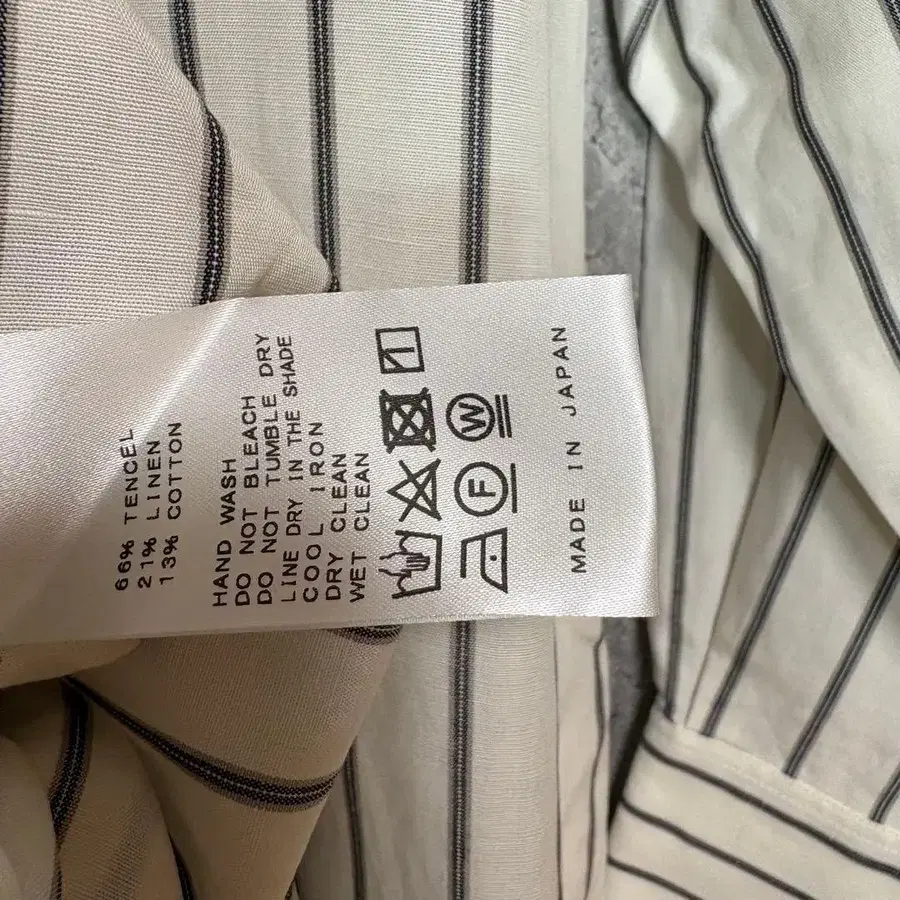 66% TENCEL
21% LINEN
13% COTTON
HAND WASH
DO NOT BLEACH
DO NOT TUMBLE DRY
LINE DRY IN THE SHADE
COOL IRON
DRY CLEAN
WET CLEAN
F
W
MADE IN JAPAN